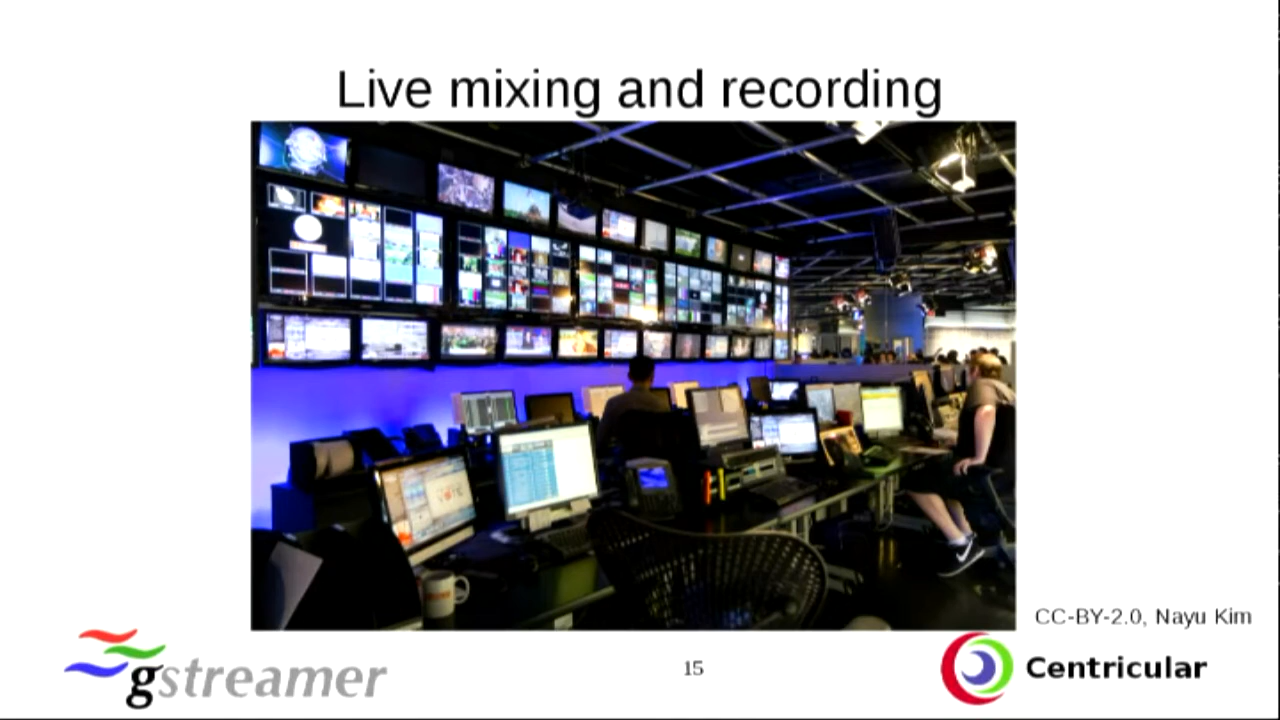 Live mixing and recording
CC-BY-2.0, Nayu Kim
gstreamer
15
Centricular